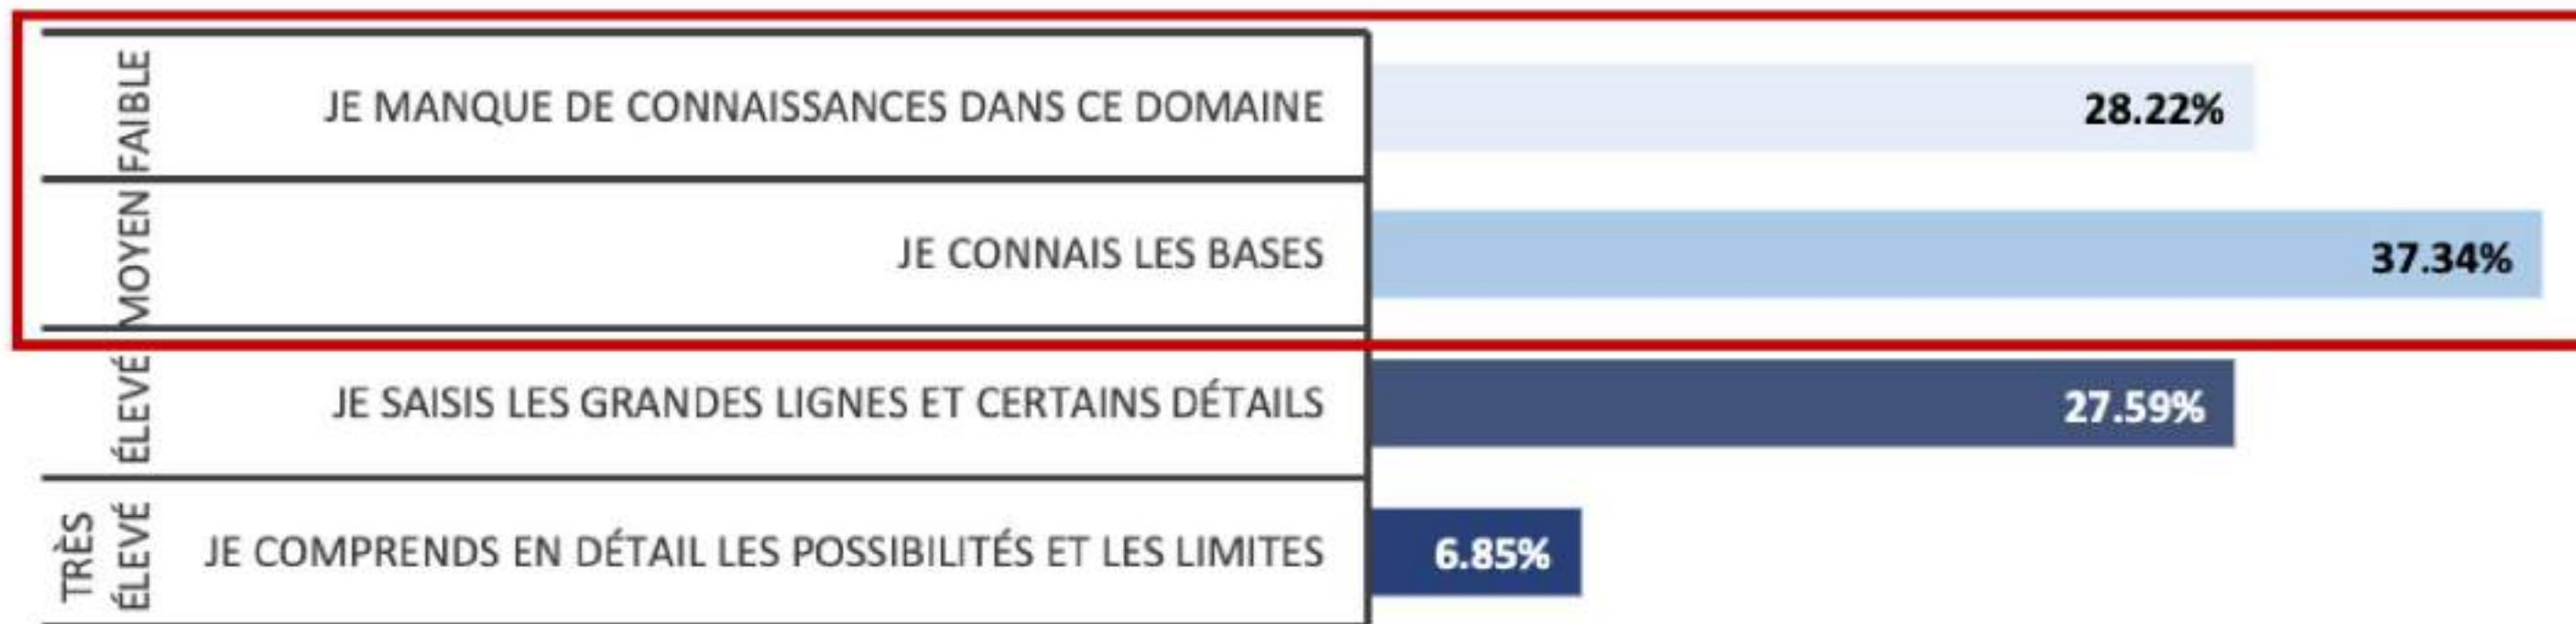 FAIBLE
JE MANQUE DE CONNAISSANCES DANS CE DOMAINE
28.22%
MOYEN
JE CONNAIS LES BASES
37.34%
ÉLEVÉ
JE SAISIS LES GRANDES LIGNES ET CERTAINS DÉTAILS
27.59%
TRÈS
ÉLEVÉ
JE COMPRENDS EN DÉTAIL LES POSSIBILITÉS ET LES LIMITES
6.85%